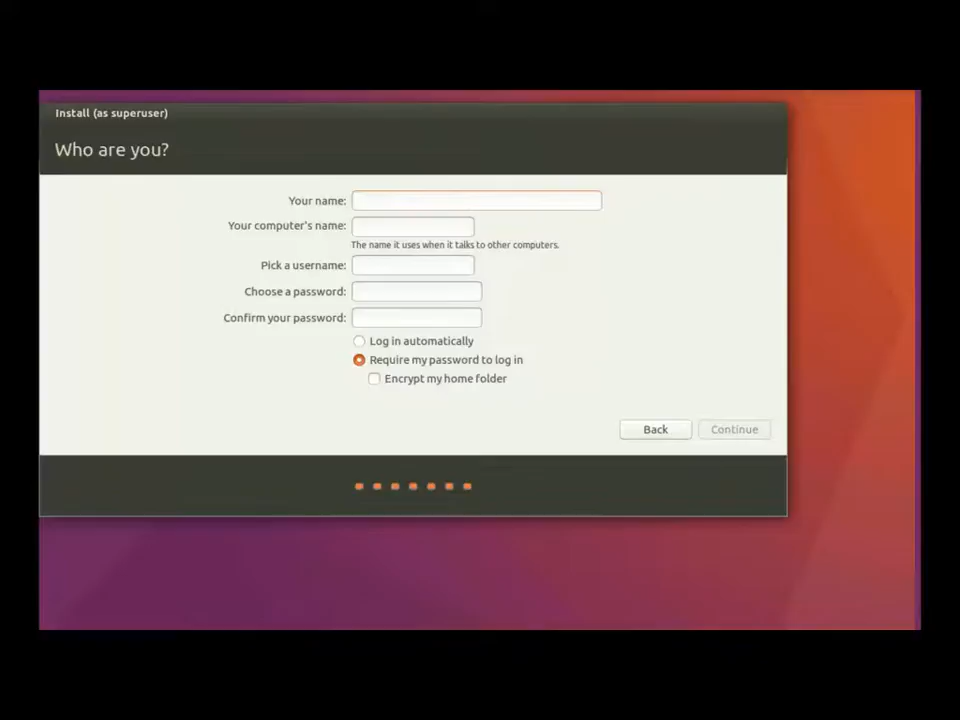 Install (as superuser)
Who are you?
Your name:
Your computer's name:
The name it uses when it talks to other computers.
Pick a username:
Choose a password:
Confirm your password:
Log in automatically
Require my password to log in
Encrypt my home folder
Back Continue